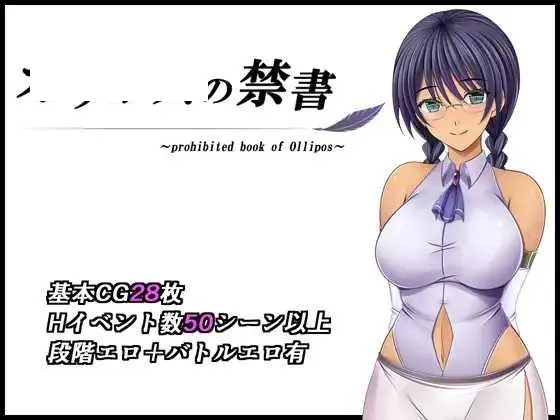 の禁書
～prohibited book of Ollipos～
基本CG28枚
Hイベント数50シーン以上
段階エロ＋バトルエロ有